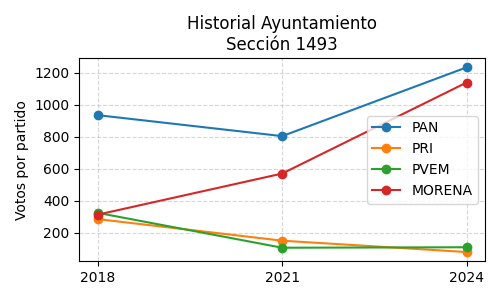 Historial Ayuntamiento
Sección 1493
Votos por partido
1200
1000
800
600
400
200
2018
2021
2024
PAN
PRI
PVEM
MORENA